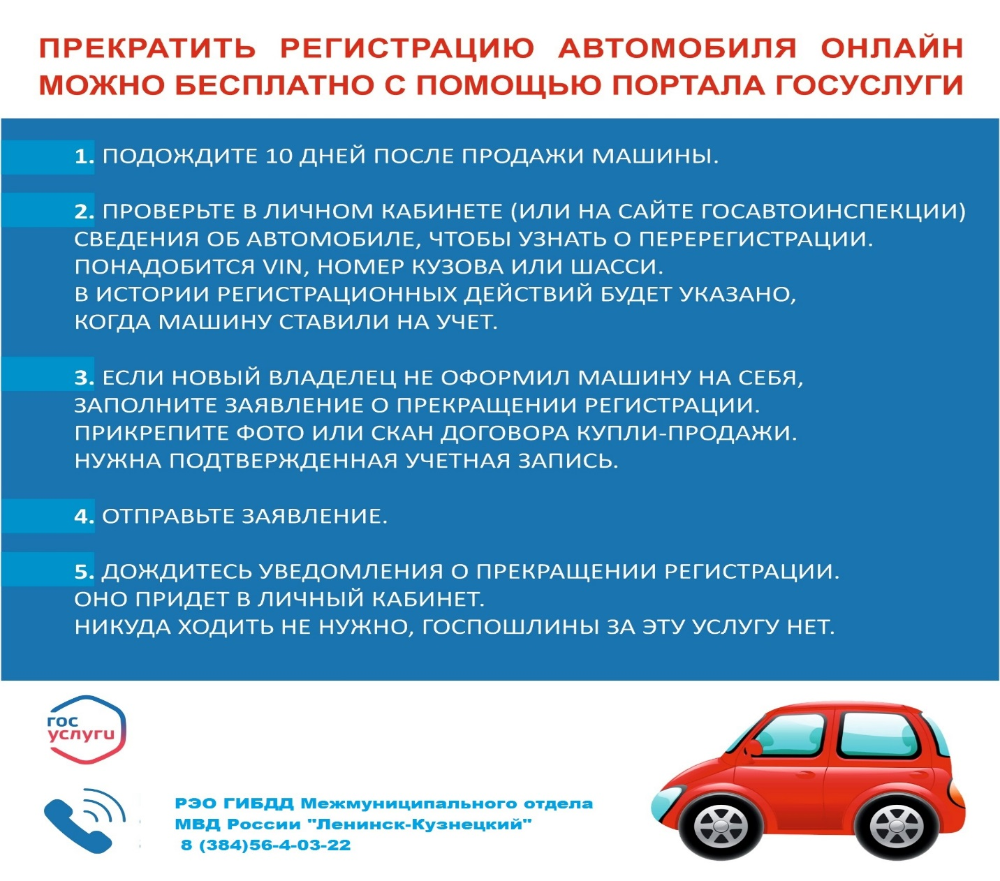 ПРЕКРАТИТЬ РЕГИСТРАЦИЮ АВТОМОБИЛЯ ОНЛАЙН
МОЖНО БЕСПЛАТНО С ПОМОЩЬЮ ПОРТАЛА ГОСУСЛУГИ
1. ПОДОЖДИТЕ 10 ДНЕЙ ПОСЛЕ ПРОДАЖИ МАШИНЫ.
2. ПРОВЕРЬТЕ В ЛИЧНОМ КАБИНЕТЕ (ИЛИ НА САЙТЕ ГОСАВТОИНСПЕКЦИИ)
СВЕДЕНИЯ ОБ АВТОМОБИЛЕ, ЧТОБЫ УЗНАТЬ О ПЕРЕРЕГИСТРАЦИИ.
ПОНАДОБИТСЯ VIN, НОМЕР КУЗОВА ИЛИ ШАССИ.
В ИСТОРИИ РЕГИСТРАЦИОННЫХ ДЕЙСТВИЙ БУДЕТ УКАЗАНО,
КОГДА МАШИНУ СТАВИЛИ НА УЧЕТ.
3. ЕСЛИ НОВЫЙ ВЛАДЕЛЕЦ НЕ ОФОРМИЛ МАШИНУ НА СЕБЯ,
ЗАПОЛНИТЕ ЗАЯВЛЕНИЕ О ПРЕКРАЩЕНИИ РЕГИСТРАЦИИ.
ПРИКРЕПИТЕ ФОТО ИЛИ СКАН ДОГОВОРА КУПЛИ-ПРОДАЖИ.
НУЖНА ПОДТВЕРЖДЕННАЯ УЧЕТНАЯ ЗАПИСЬ.
4. ОТПРАВЬТЕ ЗАЯВЛЕНИЕ.
5. ДОЖДИТЕСЬ УВЕДОМЛЕНИЯ О ПРЕКРАЩЕНИИ РЕГИСТРАЦИИ.
ОНО ПРИДЕТ В ЛИЧНЫЙ КАБИНЕТ.
НИКУДА ХОДИТЬ НЕ НУЖНО, ГОСПОШЛИНЫ ЗА ЭТУ УСЛУГУ НЕТ.
гос
услуги
РЭО ГИБДД Межмуниципального отдела
МВД России "Ленинск-Кузнецкий"
8 (384)56-4-03-22